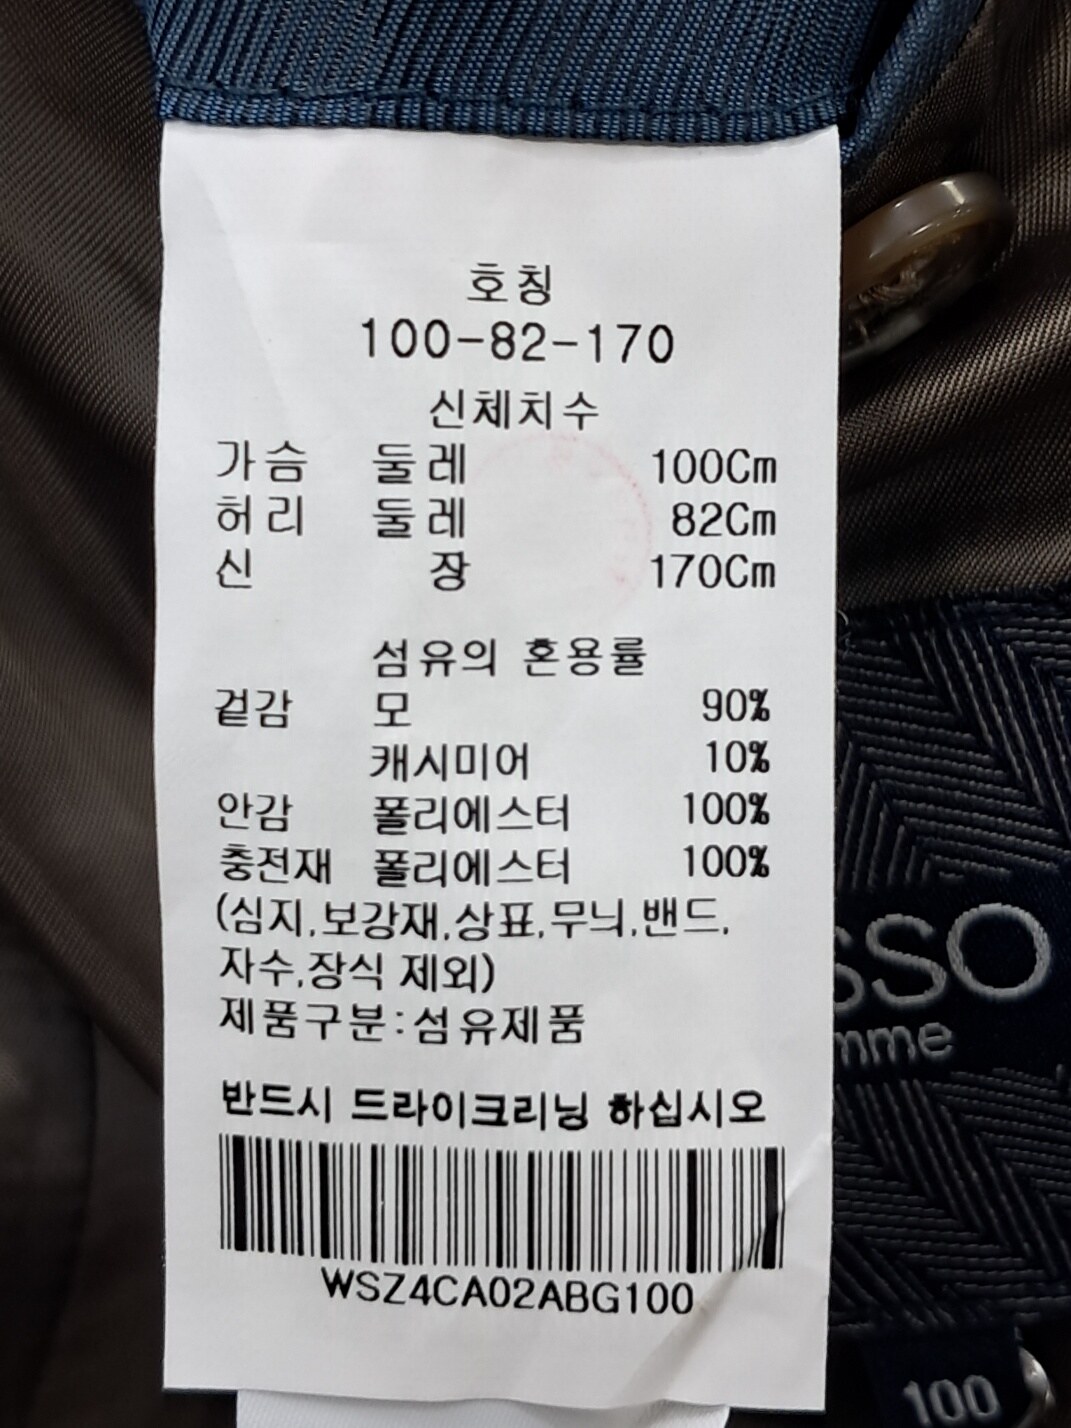 호칭
100-82-170
신체치수
가슴 둘레 100Cm
허리 둘레 82Cm
신 장 170Cm
섬유의 혼용률
겉감 모 90%
캐시미어 10%
안감 폴리에스터 100%
충전재 폴리에스터 100%
(심지,보강재,상표,무늬,밴드,
자수,장식 제외)
제품구분:섬유제품
반드시 드라이크리닝 하십시오
WSZ4CA02ABG100
SSO
mme
100